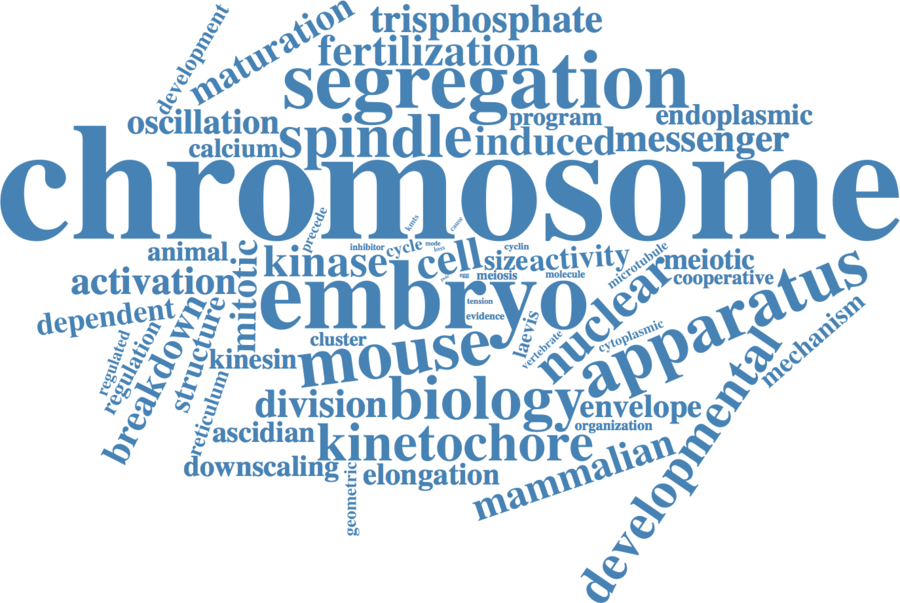 development
maturation
trisphosphate
fertilization
segregation
oscillation
calcium
spindle
program
induced
endoplasmic
messenger
chromosome
precede
kmts
cause
animal
activation
dependent
mitotic
kinase
inhibitor
cycle
mode
loss
cell
cyclin
size
activity
microtubule
meiotic
cooperative
egg
meiosis
molecule
embryo
tension
evidence
nuclear
apparatus
regulated
regulation
breakdown
structure
reticulum
kinesin
cluster
mouse
laevis
vertebrate
cytoplasmic
mechanism
developmental
division
biology
envelope
organization
ascidian
kinetochore
downscaling
geometric
elongation
mammalian